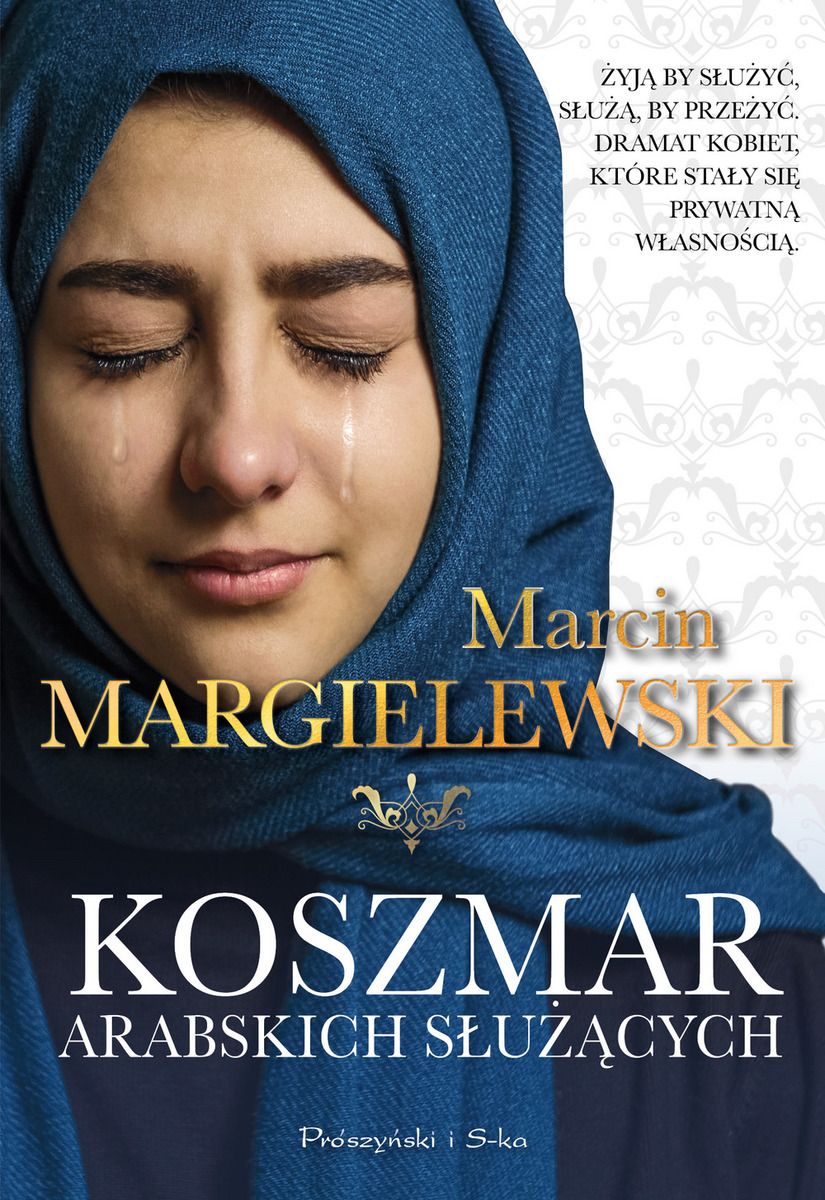 ŻYJĄ BY SŁUŻYĆ,
SŁUŻĄ, BY PRZEŻYĆ.
DRAMAT KOBIET,
KTÓRE STAŁY SIĘ
PRYWATNĄ
WŁASNOŚCIĄ.
Marcin
MARGIELEWSKI
KOSZMAR
ARABSKICH SŁUŻĄCYCH
Prószyński i S-ka